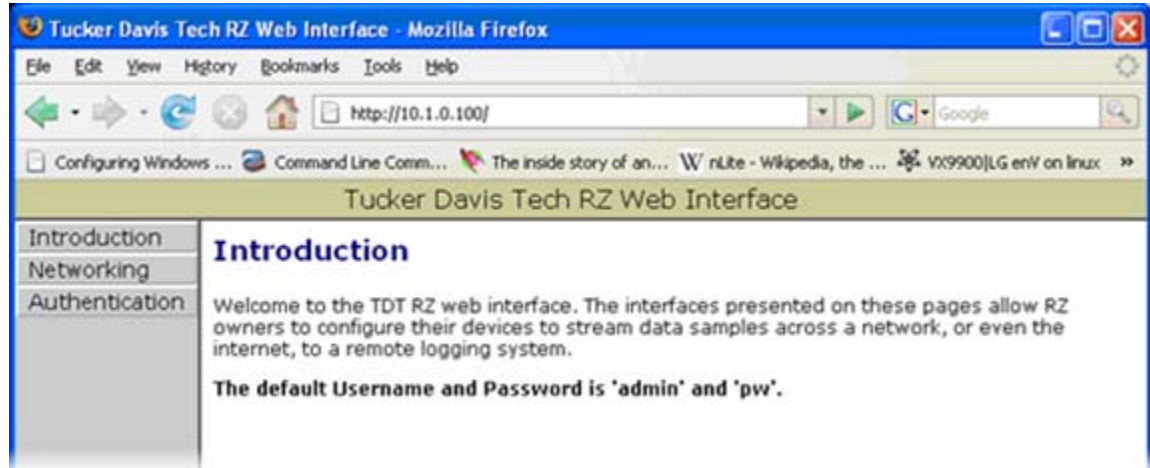 Tucker Davis Tech RZ Web Interface - Mozilla Firefox
File Edit View History Bookmarks Tools Help
http://10.1.0.100/ G Google
Configuring Windows ... Command Line Comm... The inside story of an... W nLite - Wikipedia, the ... VX9900|LG enV on linux »
Tucker Davis Tech RZ Web Interface
Introduction
Networking
Authentication
Introduction
Welcome to the TDT RZ web interface. The interfaces presented on these pages allow RZ
owners to configure their devices to stream data samples across a network, or even the
internet, to a remote logging system.
The default Username and Password is 'admin' and 'pw'.